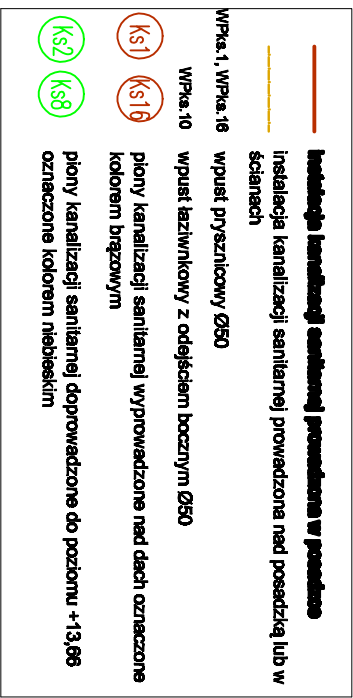 instalacja kanalizacji sanitarnej prowadzona w posadzce
instalacja kanalizacji sanitarnej prowadzona nad posadzką lub w
ścianach
WPks.1, WPks.16 wpust prysznicowy Ø50
WPks.10 wpust łaziwnkowy z odejściem bocznym Ø50
Ks1 Ks16 piony kanalizacji sanitarnej wyprowadzone nad dach oznaczone
kolorem brązowym
Ks2 Ks8 piony kanalizacji sanitarnej doprowadzone do poziomu +13,66
oznaczone kolorem niebieskim